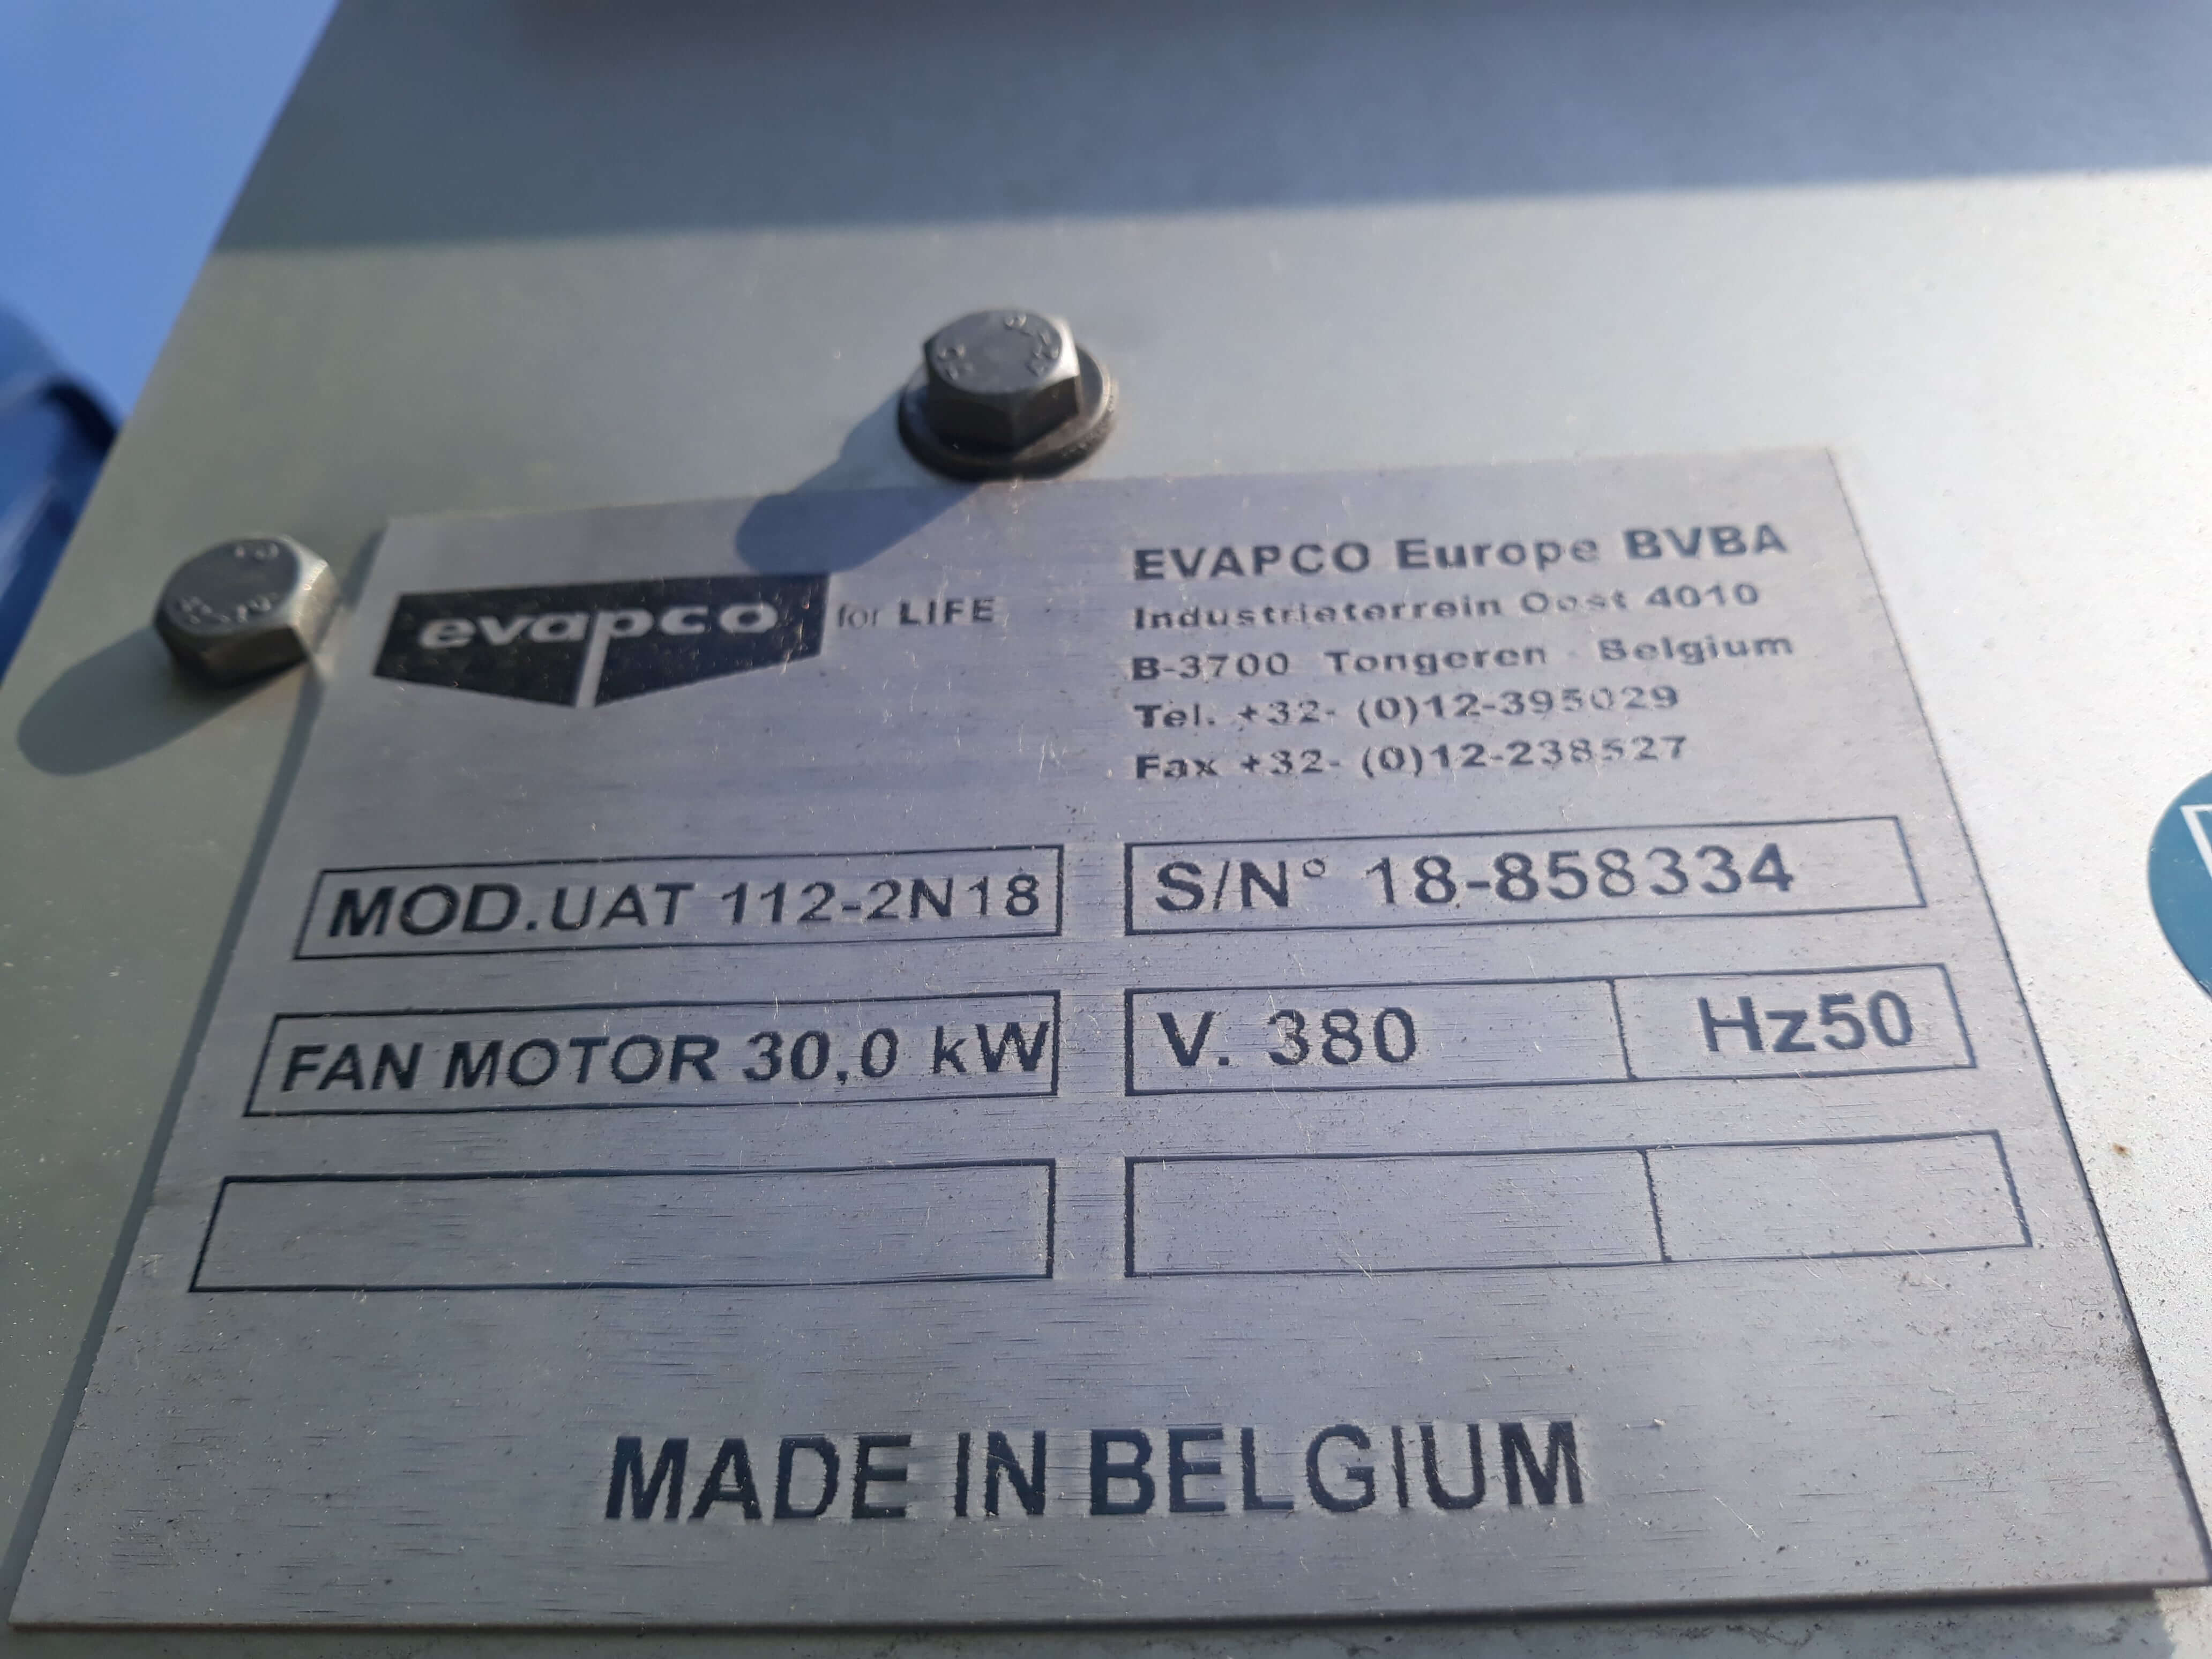 evapco for LIFE
EVAPCO Europe BVBA
Industrieterrein Oost 4010
B-3700 Tongeren - Belgium
Tel. +32- (0)12-395029
Fax +32- (0)12-238527
MOD.UAT 112-2N18
S/N° 18-858334
FAN MOTOR 30,0 kW
V. 380
Hz50
MADE IN BELGIUM